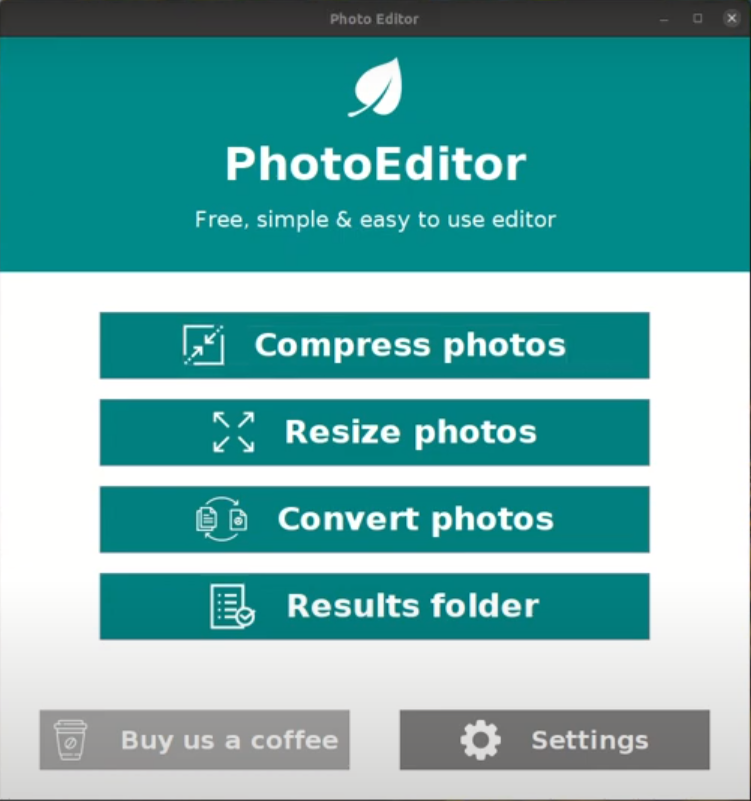 Photo Editor
PhotoEditor
Free, simple & easy to use editor
Compress photos
Resize photos
Convert photos
Results folder
Buy us a coffee
Settings